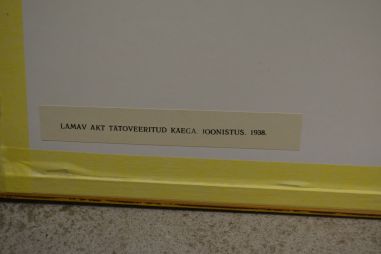 LAMAV AKT TÄTOVEERITUD KAEGA. JOONISTUS. 1938.